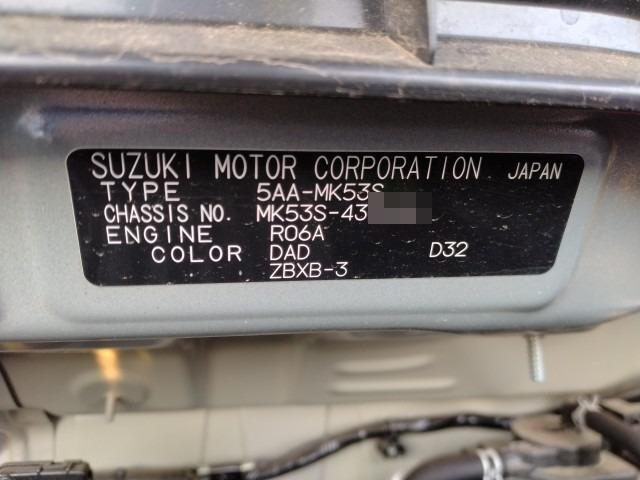 SUZUKI MOTOR CORPORATION JAPAN
TYPE 5AA-MK53S
CHASSIS NO. MK53S-43
ENGINE R06A
COLOR DAD D32
ZBXB-3